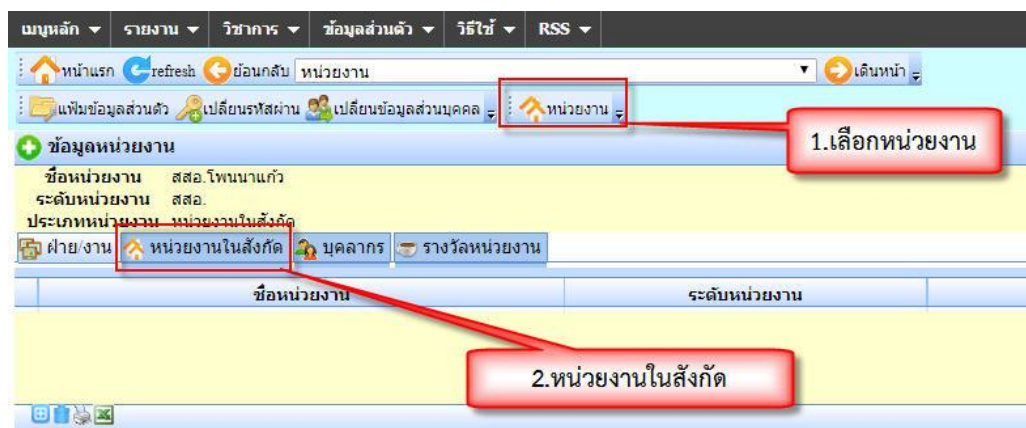 เมนูหลัก รายงาน วิชาการ ข้อมูลส่วนตัว วิธีใช้ RSS
หน้าแรก refresh ย้อนกลับ หน่วยงาน เดินหน้า
แฟ้มข้อมูลส่วนตัว เปลี่ยนรหัสผ่าน เปลี่ยนข้อมูลส่วนบุคคล หน่วยงาน
1.เลือกหน่วยงาน
ข้อมูลหน่วยงาน
ชื่อหน่วยงาน สสอ.โพนนาแก้ว
ระดับหน่วยงาน สสอ.
ประเภทหน่วยงาน หน่วยงานในสังกัด
ฝ่าย/งาน หน่วยงานในสังกัด บุคลากร รางวัลหน่วยงาน
ชื่อหน่วยงาน ระดับหน่วยงาน
2.หน่วยงานในสังกัด